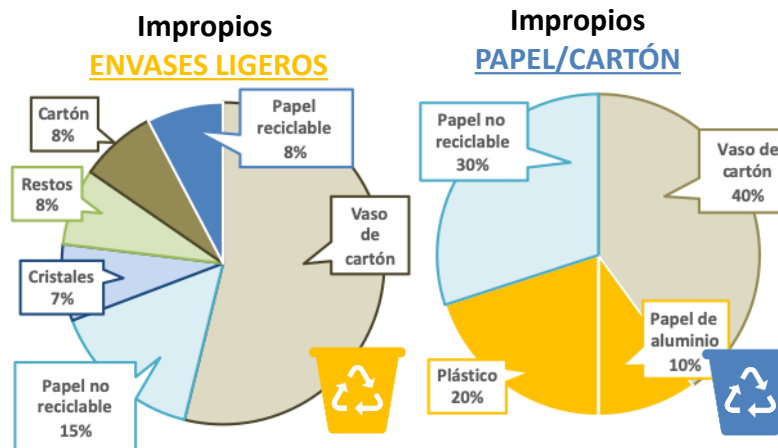 Impropios
ENVASES LIGEROS
Cartón
8%
Papel
reciclable
8%
Restos
8%
Vaso
de
cartón
Cristales
7%
Papel no
reciclable
15%
Impropios
PAPEL/CARTÓN
Papel no
reciclable
30%
Vaso de
cartón
40%
Papel de
aluminio
10%
Plástico
20%